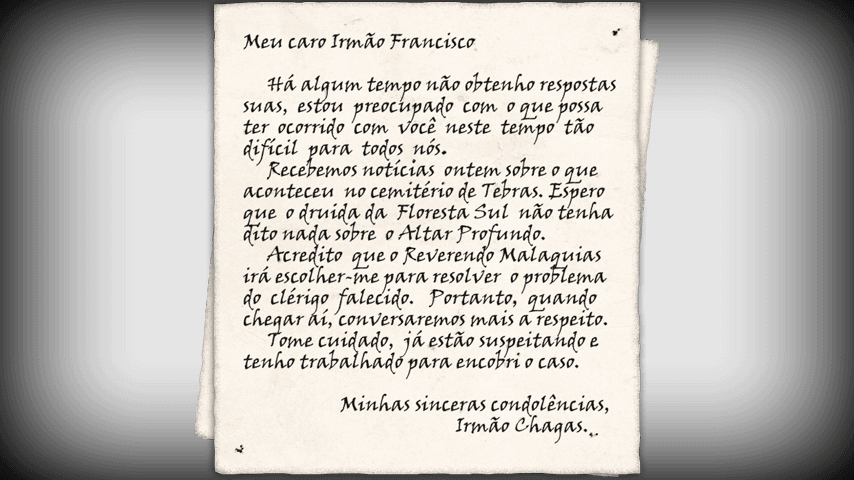 Meu caro Irmão Francisco
Há algum tempo não obtenho respostas
suas, estou preocupado com o que possa
ter ocorrido com você neste tempo tão
difícil para todos nós.
Recebemos notícias ontem sobre o que
aconteceu no cemitério de Tebras. Espero
que o druida da Floresta Sul não tenha
dito nada sobre o Altar Profundo.
Acredito que o Reverendo Malaquias
irá escolher-me para resolver o problema
do clérigo falecido. Portanto, quando
chegar aí, conversaremos mais a respeito.
Tome cuidado, já estão suspeitando e
tenho trabalhado para encobri o caso.
Minhas sinceras condolências,
Irmão Chagas.